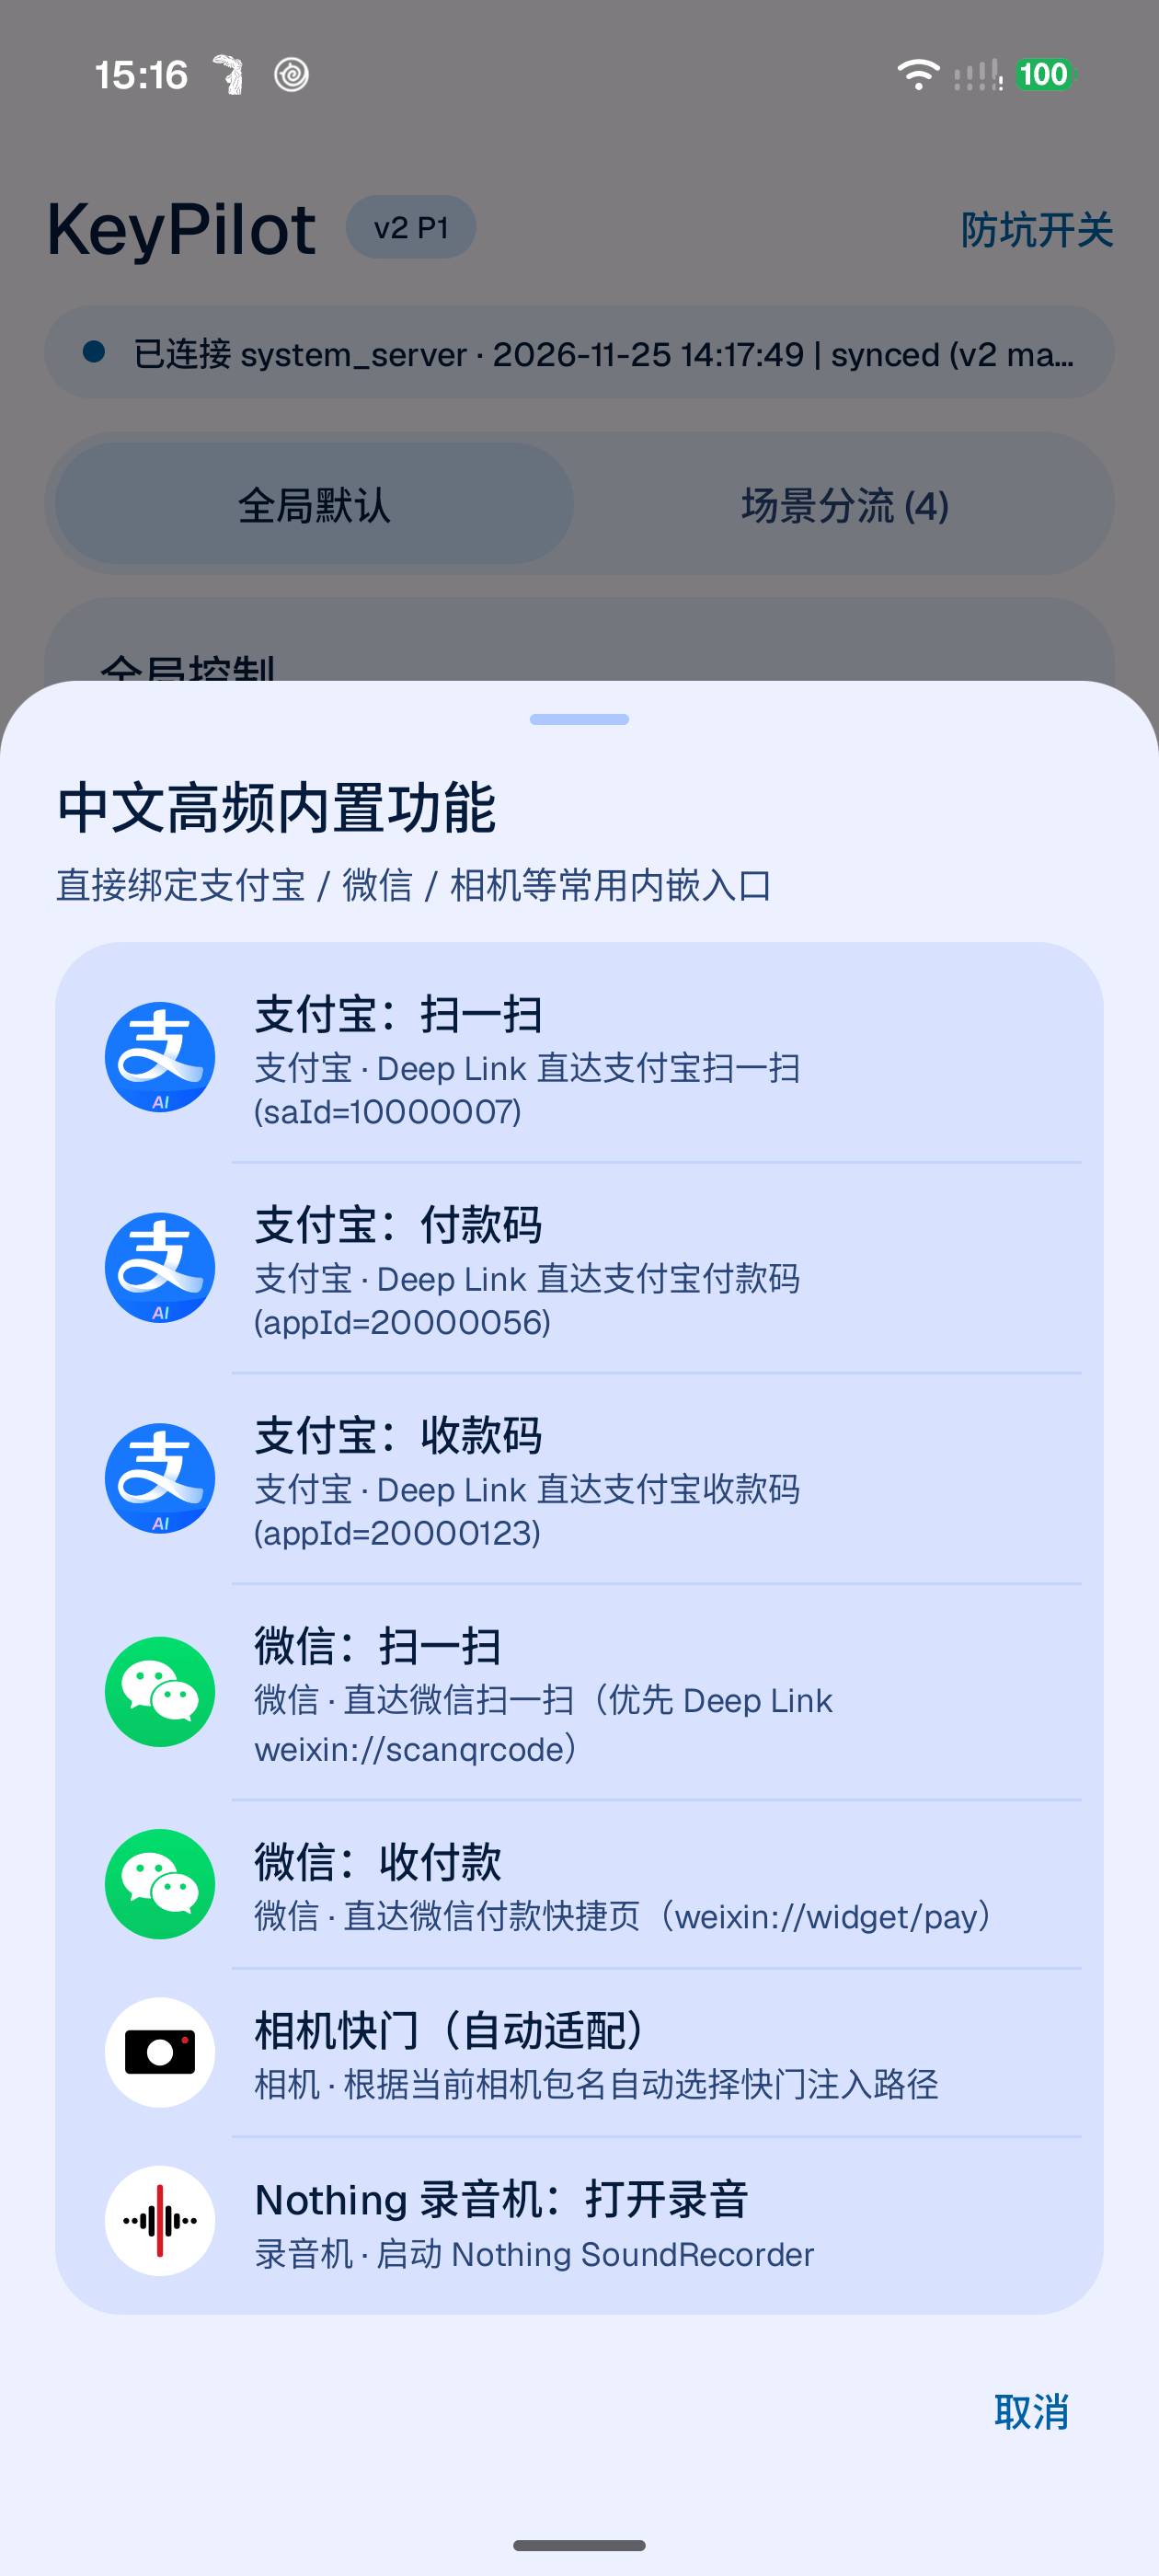 15:16
100
KeyPilot
v2 P1
防坑开关
已连接 system_server · 2026-11-25 14:17:49 | synced (v2 ma...
全局默认
场景分流 (4)
全局控制
中文高频内置功能
直接绑定支付宝 / 微信 / 相机等常用内嵌入口
支
AI
支付宝：扫一扫
支付宝 · Deep Link 直达支付宝扫一扫
(saId=10000007)
支
AI
支付宝：付款码
支付宝 · Deep Link 直达支付宝付款码
(appId=20000056)
支
AI
支付宝：收款码
支付宝 · Deep Link 直达支付宝收款码
(appId=20000123)
微信：扫一扫
微信 · 直达微信扫一扫（优先 Deep Link
weixin://scanqrcode）
微信：收付款
微信 · 直达微信付款快捷页（weixin://widget/pay）
相机快门（自动适配）
相机 · 根据当前相机包名自动选择快门注入路径
Nothing 录音机：打开录音
录音机 · 启动 Nothing SoundRecorder
取消